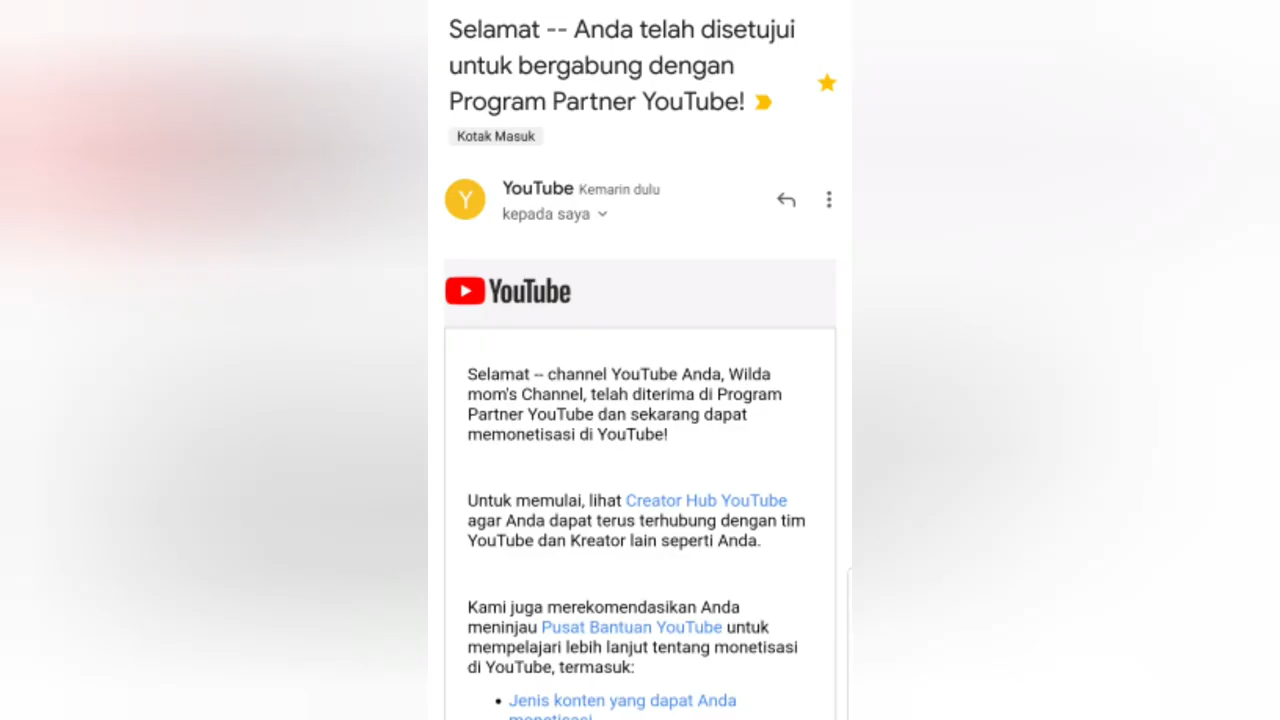 Selamat -- Anda telah disetujui
untuk bergabung dengan
Program Partner YouTube!
Kotak Masuk
Y
YouTube Kemarin dulu
kepada saya
YouTube
Selamat -- channel YouTube Anda, Wilda
mom's Channel, telah diterima di Program
Partner YouTube dan sekarang dapat
memonetisasi di YouTube!
Untuk memulai, lihat Creator Hub YouTube
agar Anda dapat terus terhubung dengan tim
YouTube dan Kreator lain seperti Anda.
Kami juga merekomendasikan Anda
meninjau Pusat Bantuan YouTube untuk
mempelajari lebih lanjut tentang monetisasi
di YouTube, termasuk:
• Jenis konten yang dapat Anda